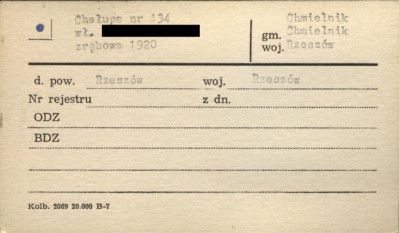 Chałupa nr 134
wł.
zrębowa 1920
Chmielnik
gm. Chmielnik
woj. Rzeszów
d. pow. Rzeszów woj. Rzeszów
Nr rejestru z dn.
ODZ
BDZ
Kolb. 2069 20.000 B-7